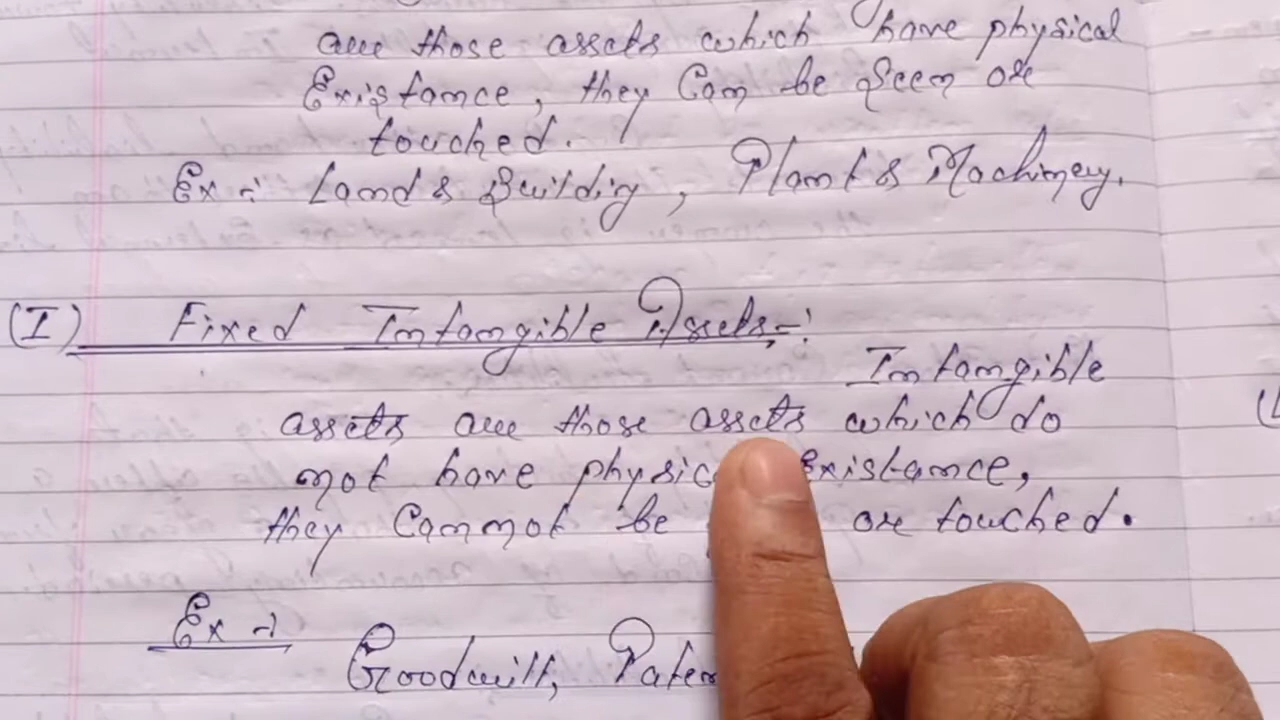 are those assets which have physical
Existance, they Can be Seen or
touched.
Ex -: Land & Building, Plant & Machinery.
(I) Fixed Intangible Assets -:
Intangible
assets are those assets which do
not have physical Existance,
they Cannot be or touched.
Ex -:
Goodwill,